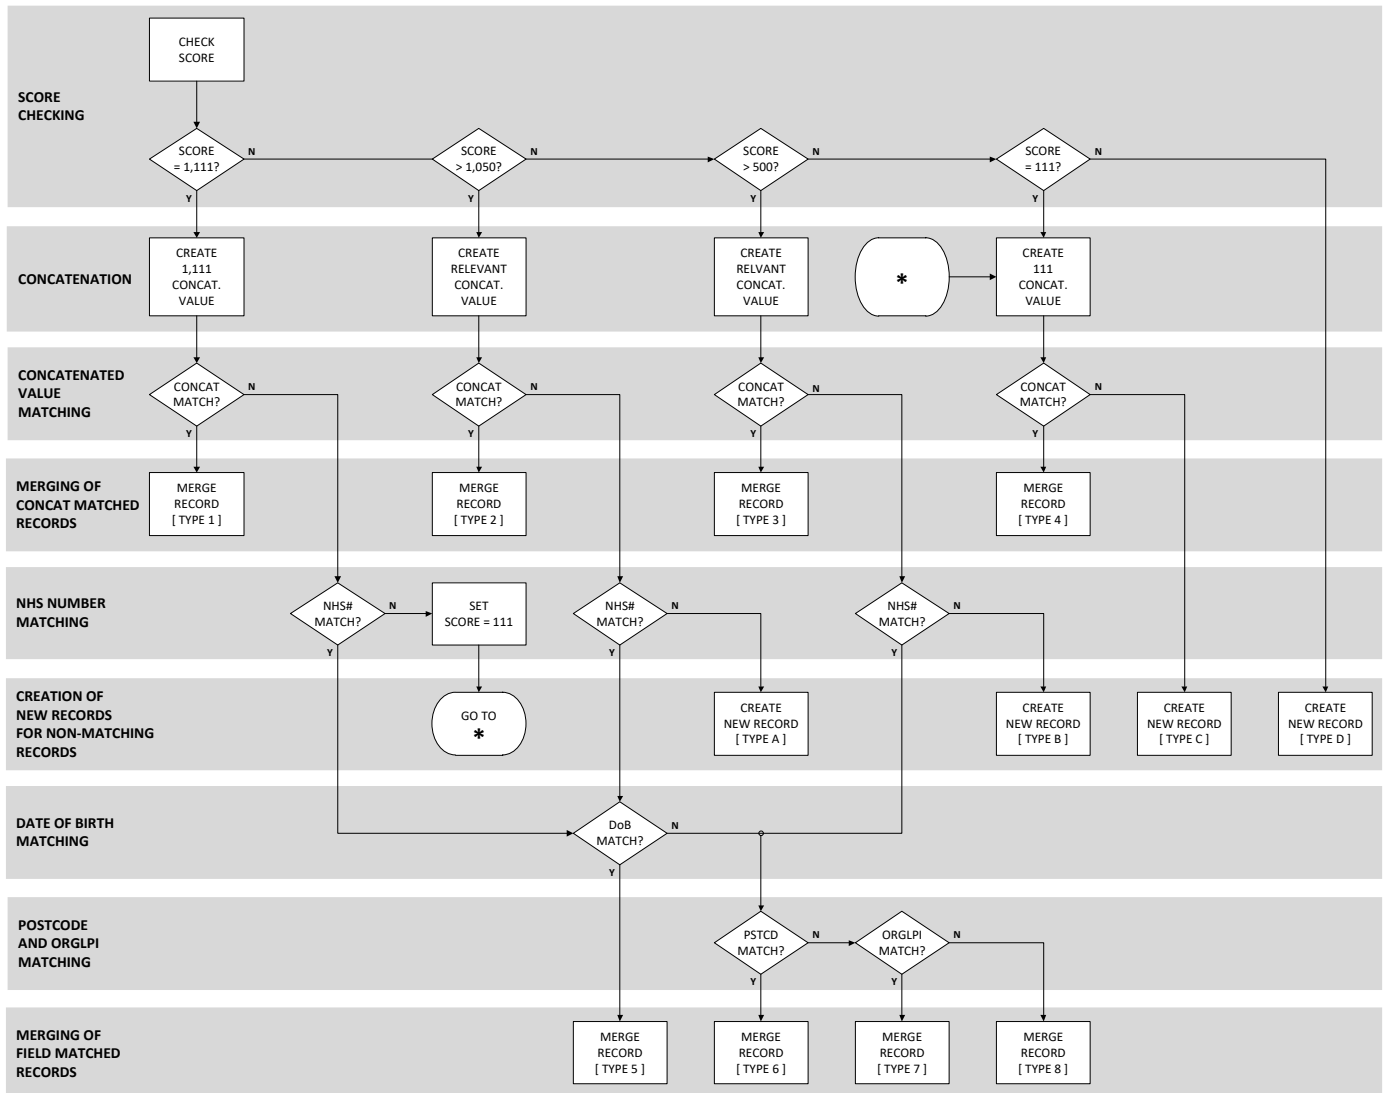 CHECK
SCORE
SCORE
CHECKING
SCORE
= 1,111?
N
Y
SCORE
> 1,050?
N
Y
SCORE
> 500?
N
Y
SCORE
= 111?
N
Y
CONCATENATION
CREATE
1,111
CONCAT.
VALUE
CREATE
RELEVANT
CONCAT.
VALUE
CREATE
RELVANT
CONCAT.
VALUE
*
CREATE
111
CONCAT.
VALUE
CONCATENATED
VALUE
MATCHING
CONCAT
MATCH?
N
Y
CONCAT
MATCH?
N
Y
CONCAT
MATCH?
N
Y
CONCAT
MATCH?
N
Y
MERGING OF
CONCAT MATCHED
RECORDS
MERGE
RECORD
[ TYPE 1 ]
MERGE
RECORD
[ TYPE 2 ]
MERGE
RECORD
[ TYPE 3 ]
MERGE
RECORD
[ TYPE 4 ]
NHS NUMBER
MATCHING
NHS#
MATCH?
N
Y
SET
SCORE = 111
NHS#
MATCH?
N
Y
NHS#
MATCH?
N
Y
CREATION OF
NEW RECORDS
FOR NON-MATCHING
RECORDS
GO TO
*
CREATE
NEW RECORD
[ TYPE A ]
CREATE
NEW RECORD
[ TYPE B ]
CREATE
NEW RECORD
[ TYPE C ]
CREATE
NEW RECORD
[ TYPE D ]
DATE OF BIRTH
MATCHING
DoB
MATCH?
N
Y
POSTCODE
AND ORGLPI
MATCHING
PSTCD
MATCH?
N
Y
ORGLPI
MATCH?
N
Y
MERGING OF
FIELD MATCHED
RECORDS
MERGE
RECORD
[ TYPE 5 ]
MERGE
RECORD
[ TYPE 6 ]
MERGE
RECORD
[ TYPE 7 ]
MERGE
RECORD
[ TYPE 8 ]